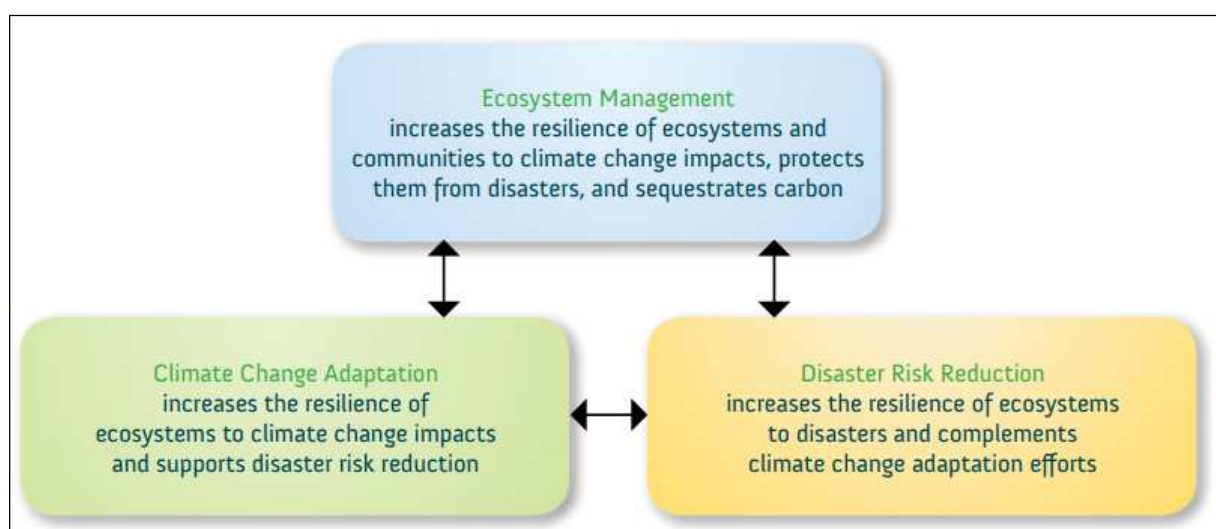 Ecosystem Management
increases the resilience of ecosystems and
communities to climate change impacts, protects
them from disasters, and sequestrates carbon
Climate Change Adaptation
increases the resilience of
ecosystems to climate change impacts
and supports disaster risk reduction
Disaster Risk Reduction
increases the resilience of ecosystems
to disasters and complements
climate change adaptation efforts